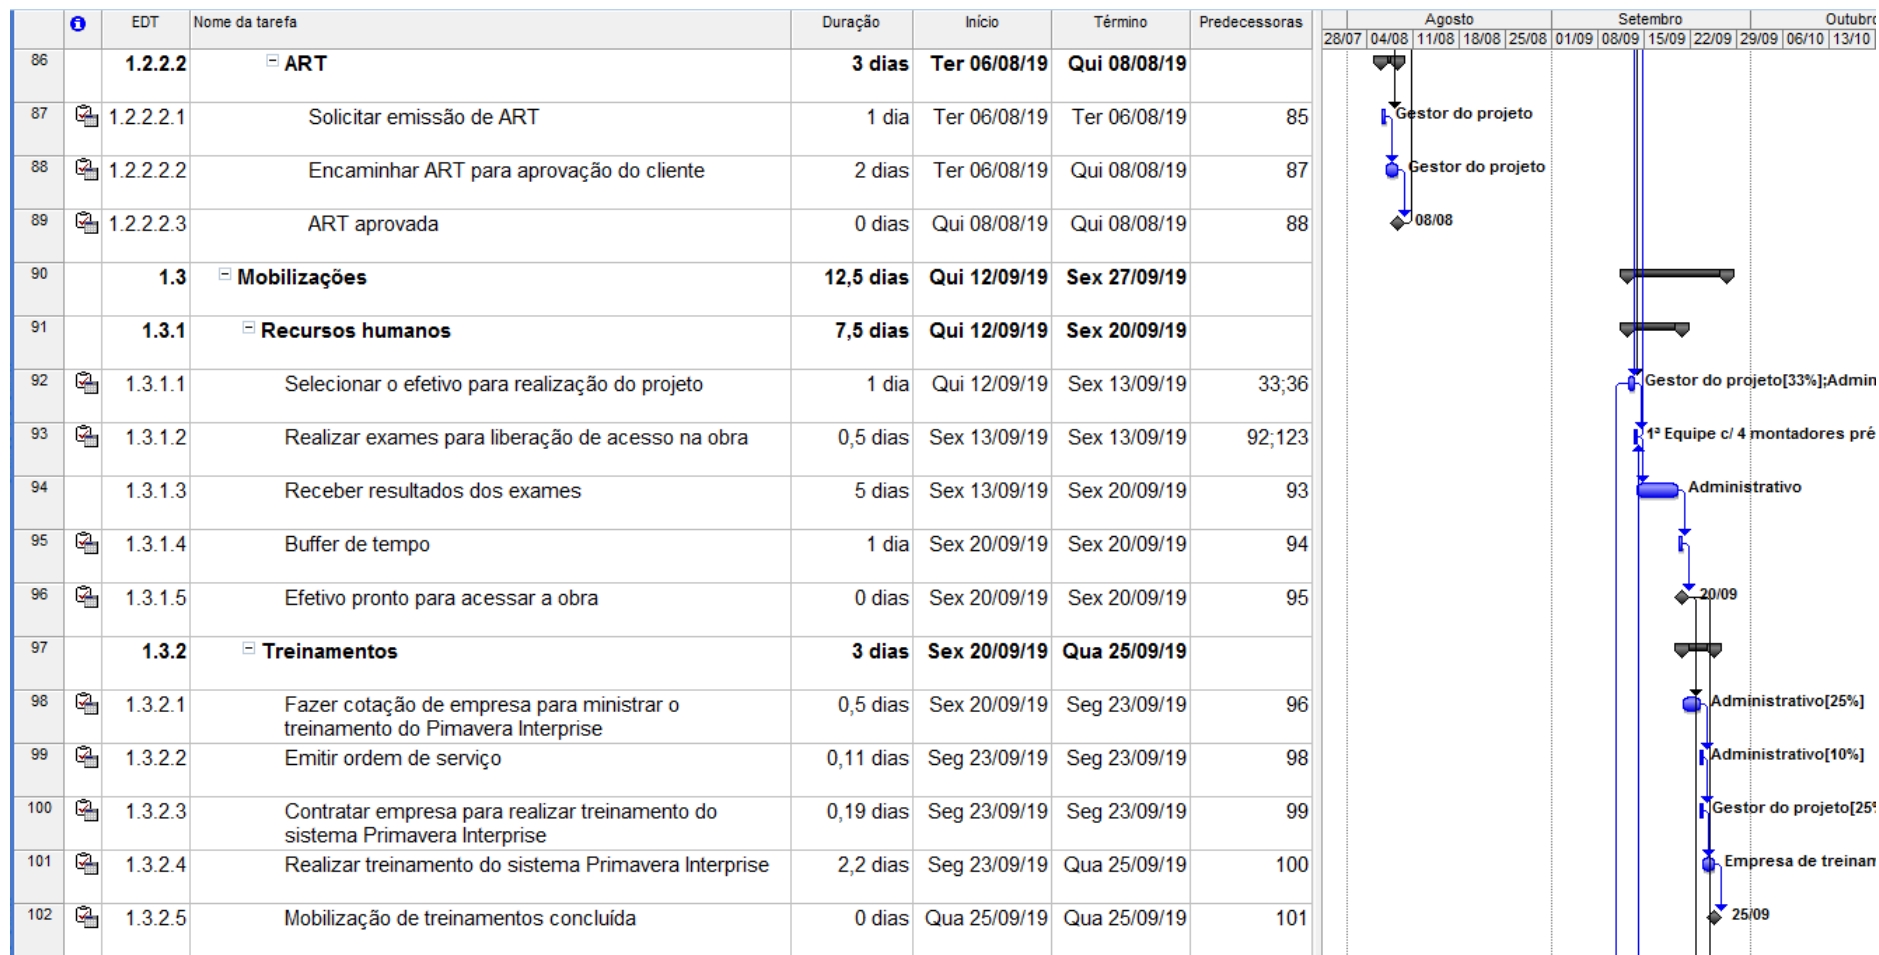 EDT Nome da tarefa Duração Início Término Predecessoras Agosto Setembro Outubro
28/07 04/08 11/08 18/08 25/08 01/09 08/09 15/09 22/09 29/09 06/10 13/10
86 1.2.2.2 ART 3 dias Ter 06/08/19 Qui 08/08/19
87 1.2.2.2.1 Solicitar emissão de ART 1 dia Ter 06/08/19 Ter 06/08/19 85 Gestor do projeto
88 1.2.2.2.2 Encaminhar ART para aprovação do cliente 2 dias Ter 06/08/19 Qui 08/08/19 87 Gestor do projeto
89 1.2.2.2.3 ART aprovada 0 dias Qui 08/08/19 Qui 08/08/19 88 08/08
90 1.3 Mobilizações 12,5 dias Qui 12/09/19 Sex 27/09/19
91 1.3.1 Recursos humanos 7,5 dias Qui 12/09/19 Sex 20/09/19
92 1.3.1.1 Selecionar o efetivo para realização do projeto 1 dia Qui 12/09/19 Sex 13/09/19 33;36 Gestor do projeto[33%];Admin
93 1.3.1.2 Realizar exames para liberação de acesso na obra 0,5 dias Sex 13/09/19 Sex 13/09/19 92;123 1ª Equipe c/ 4 montadores pré
94 1.3.1.3 Receber resultados dos exames 5 dias Sex 13/09/19 Sex 20/09/19 93 Administrativo
95 1.3.1.4 Buffer de tempo 1 dia Sex 20/09/19 Sex 20/09/19 94
96 1.3.1.5 Efetivo pronto para acessar a obra 0 dias Sex 20/09/19 Sex 20/09/19 95 20/09
97 1.3.2 Treinamentos 3 dias Sex 20/09/19 Qua 25/09/19
98 1.3.2.1 Fazer cotação de empresa para ministrar o 0,5 dias Sex 20/09/19 Seg 23/09/19 96 Administrativo[25%]
treinamento do Pimavera Interprise
99 1.3.2.2 Emitir ordem de serviço 0,11 dias Seg 23/09/19 Seg 23/09/19 98 Administrativo[10%]
100 1.3.2.3 Contratar empresa para realizar treinamento do 0,19 dias Seg 23/09/19 Seg 23/09/19 99 Gestor do projeto[25%
sistema Primavera Interprise
101 1.3.2.4 Realizar treinamento do sistema Primavera Interprise 2,2 dias Seg 23/09/19 Qua 25/09/19 100 Empresa de treinam
102 1.3.2.5 Mobilização de treinamentos concluída 0 dias Qua 25/09/19 Qua 25/09/19 101 25/09